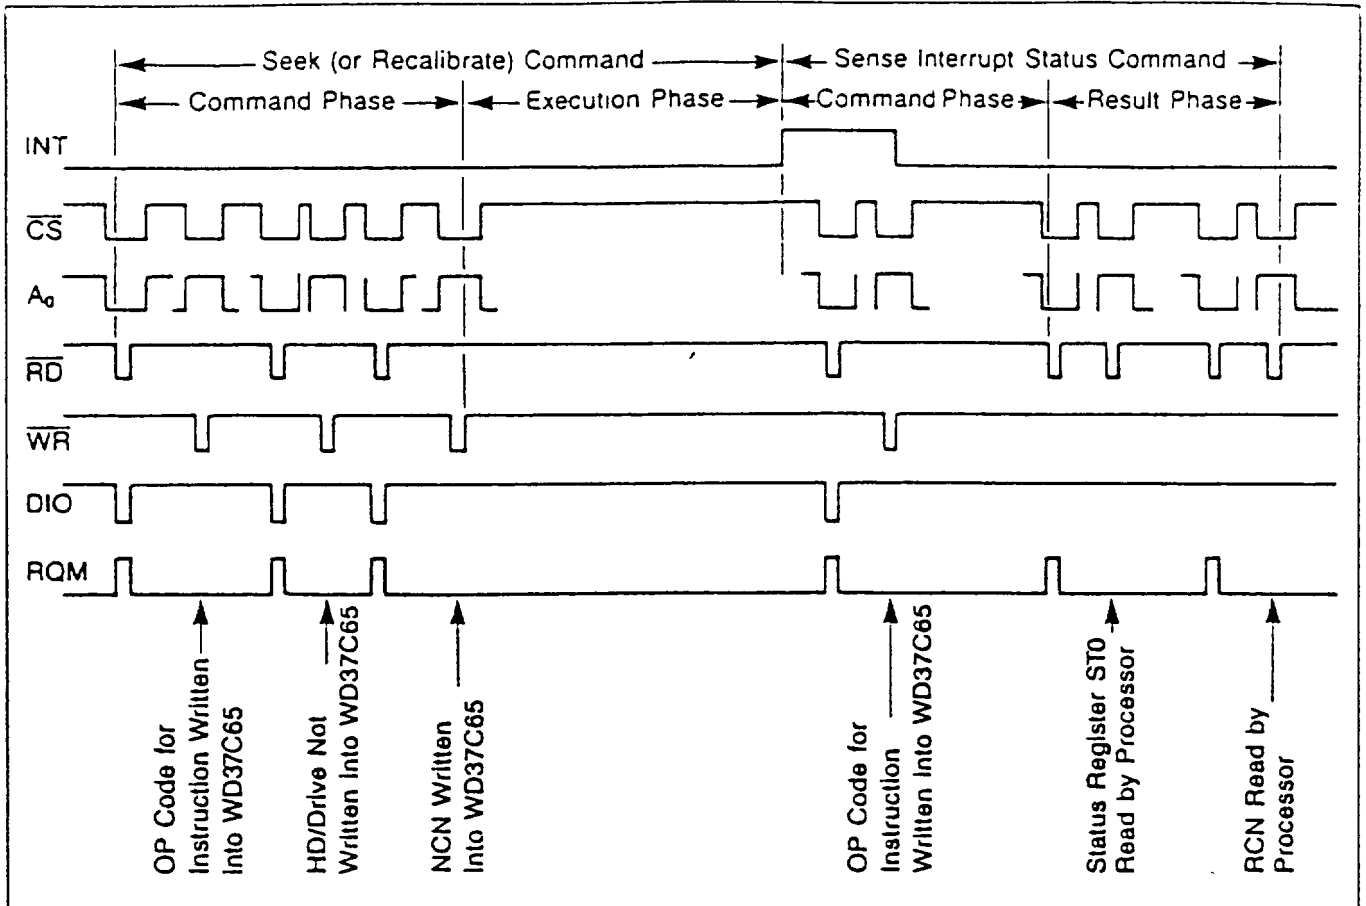 Seek (or Recalibrate) Command
Sense Interrupt Status Command
Command Phase
Execution Phase
Command Phase
Result Phase
INT
CS
A0
RD
WR
DIO
RQM
OP Code for
Instruction Written
Into WD37C65
HD/Drive Not
Written Into WD37C65
NCN Written
Into WD37C65
OP Code for
Instruction
Written Into WD37C65
Status Register ST0
Read by Processor
RCN Read by
Processor